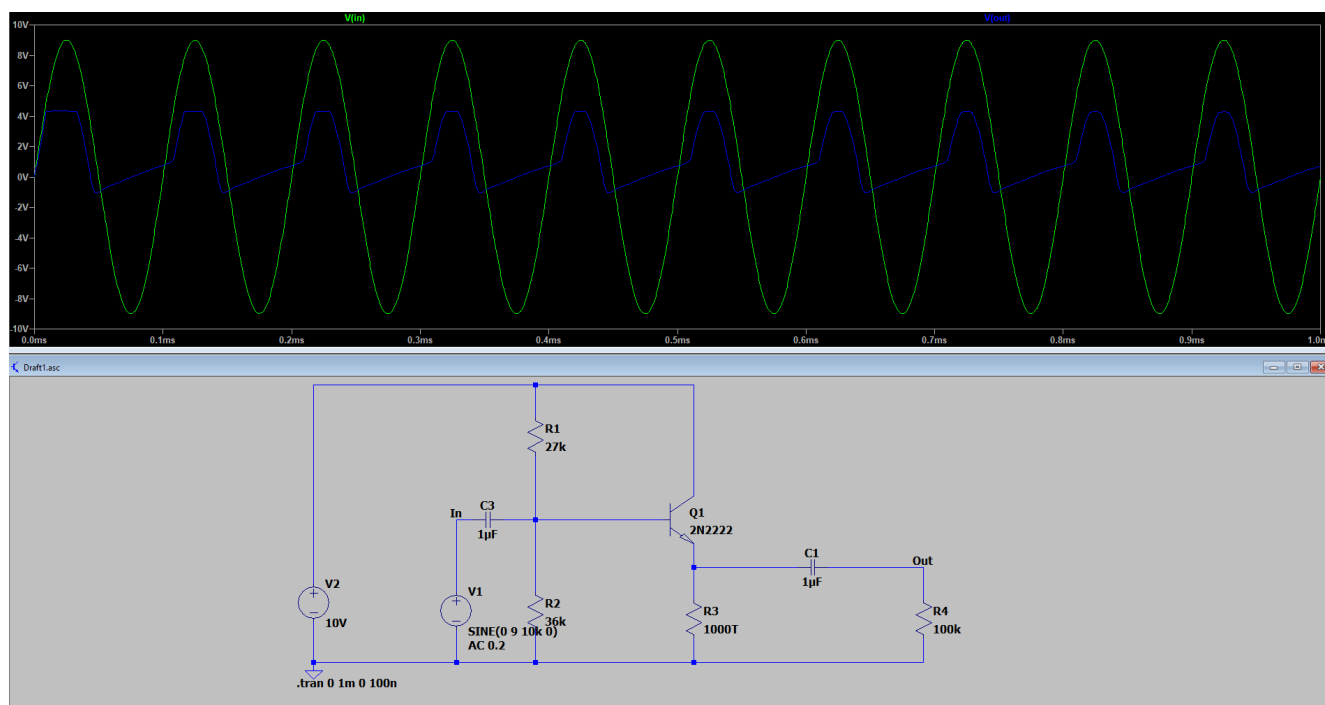 V(in)
V(out)
10V
8V
6V
4V
2V
0V
-2V
-4V
-6V
-8V
-10V
0.0ms
0.1ms
0.2ms
0.3ms
0.4ms
0.5ms
0.6ms
0.7ms
0.8ms
0.9ms
Draft1.asc
R1
27k
C3
In
1µF
Q1
2N2222
C1
Out
1µF
V2
10V
V1
SINE(0 9 10k 0)
AC 0.2
R2
36k
R3
1000T
R4
100k
.tran 0 1m 0 100n